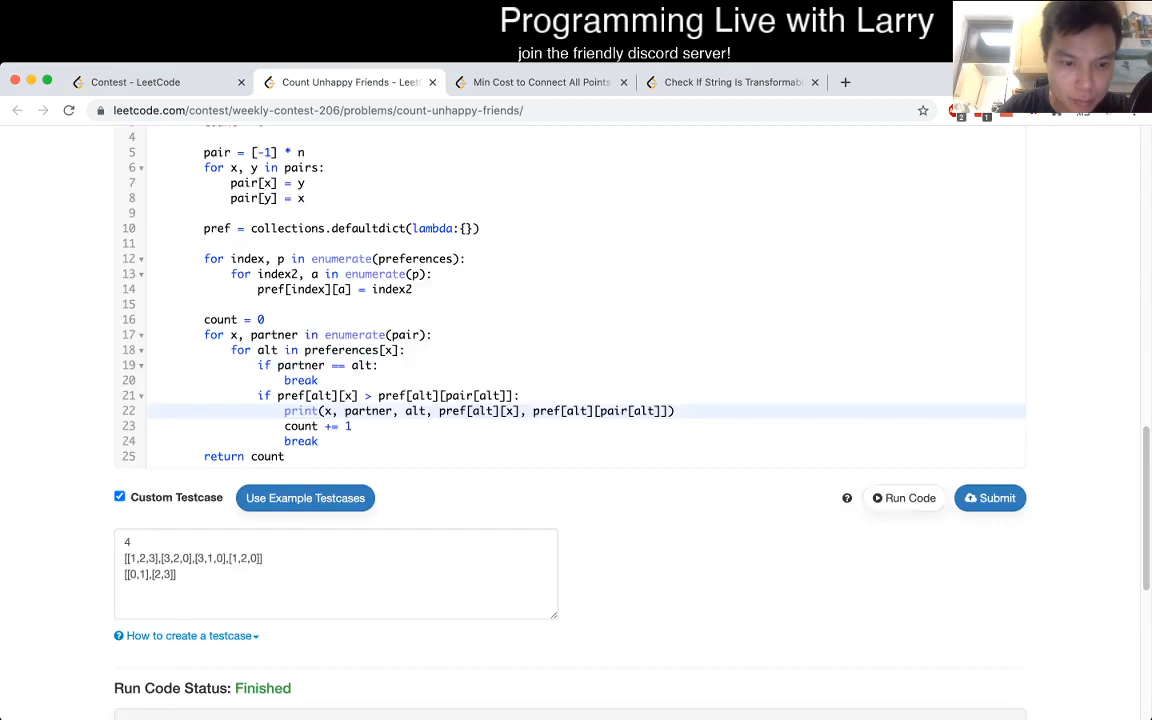 Programming Live with Larry
join the friendly discord server!
Contest - LeetCode
Count Unhappy Friends - Leet
Min Cost to Connect All Points
Check If String Is Transformab
leetcode.com/contest/weekly-contest-206/problems/count-unhappy-friends/
2
1
4
5 pair = [-1] * n
6 for x, y in pairs:
7 pair[x] = y
8 pair[y] = x
9
10 pref = collections.defaultdict(lambda:{})
11
12 for index, p in enumerate(preferences):
13 for index2, a in enumerate(p):
14 pref[index][a] = index2
15
16 count = 0
17 for x, partner in enumerate(pair):
18 for alt in preferences[x]:
19 if partner == alt:
20 break
21 if pref[alt][x] > pref[alt][pair[alt]]:
22 print(x, partner, alt, pref[alt][x], pref[alt][pair[alt]])
23 count += 1
24 break
25 return count
Custom Testcase
Use Example Testcases
Run Code
Submit
4
[[1,2,3],[3,2,0],[3,1,0],[1,2,0]]
[[0,1],[2,3]]
How to create a testcase
Run Code Status: Finished